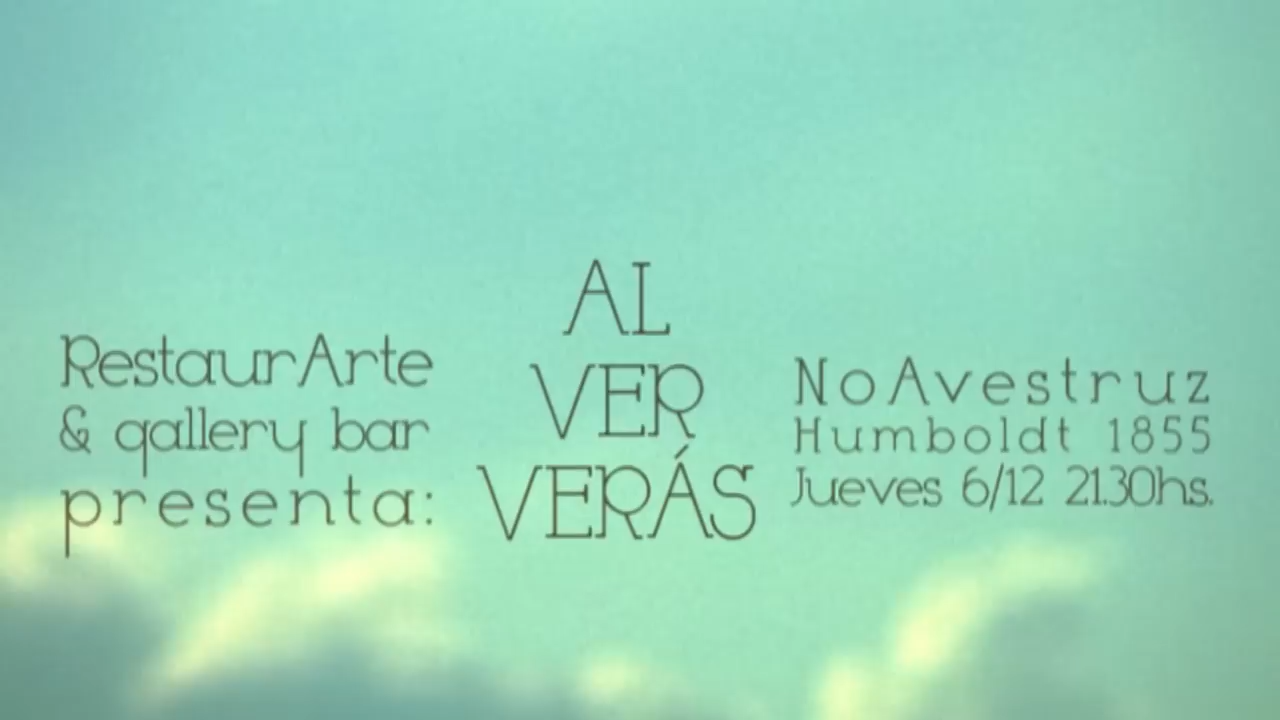 RestaurArte
& gallery bar
presenta:
AL
VER
VERÁS
NoAvestruz
Humboldt 1855
Jueves 6/12 21.30hs.